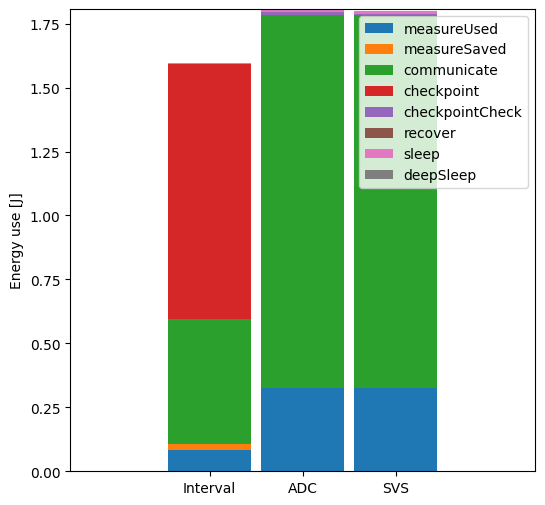 1.75
1.50
1.25
1.00
0.75
0.50
0.25
0.00
Energy use [J]
measureUsed
measureSaved
communicate
checkpoint
checkpointCheck
recover
sleep
deepSleep
Interval
ADC
SVS